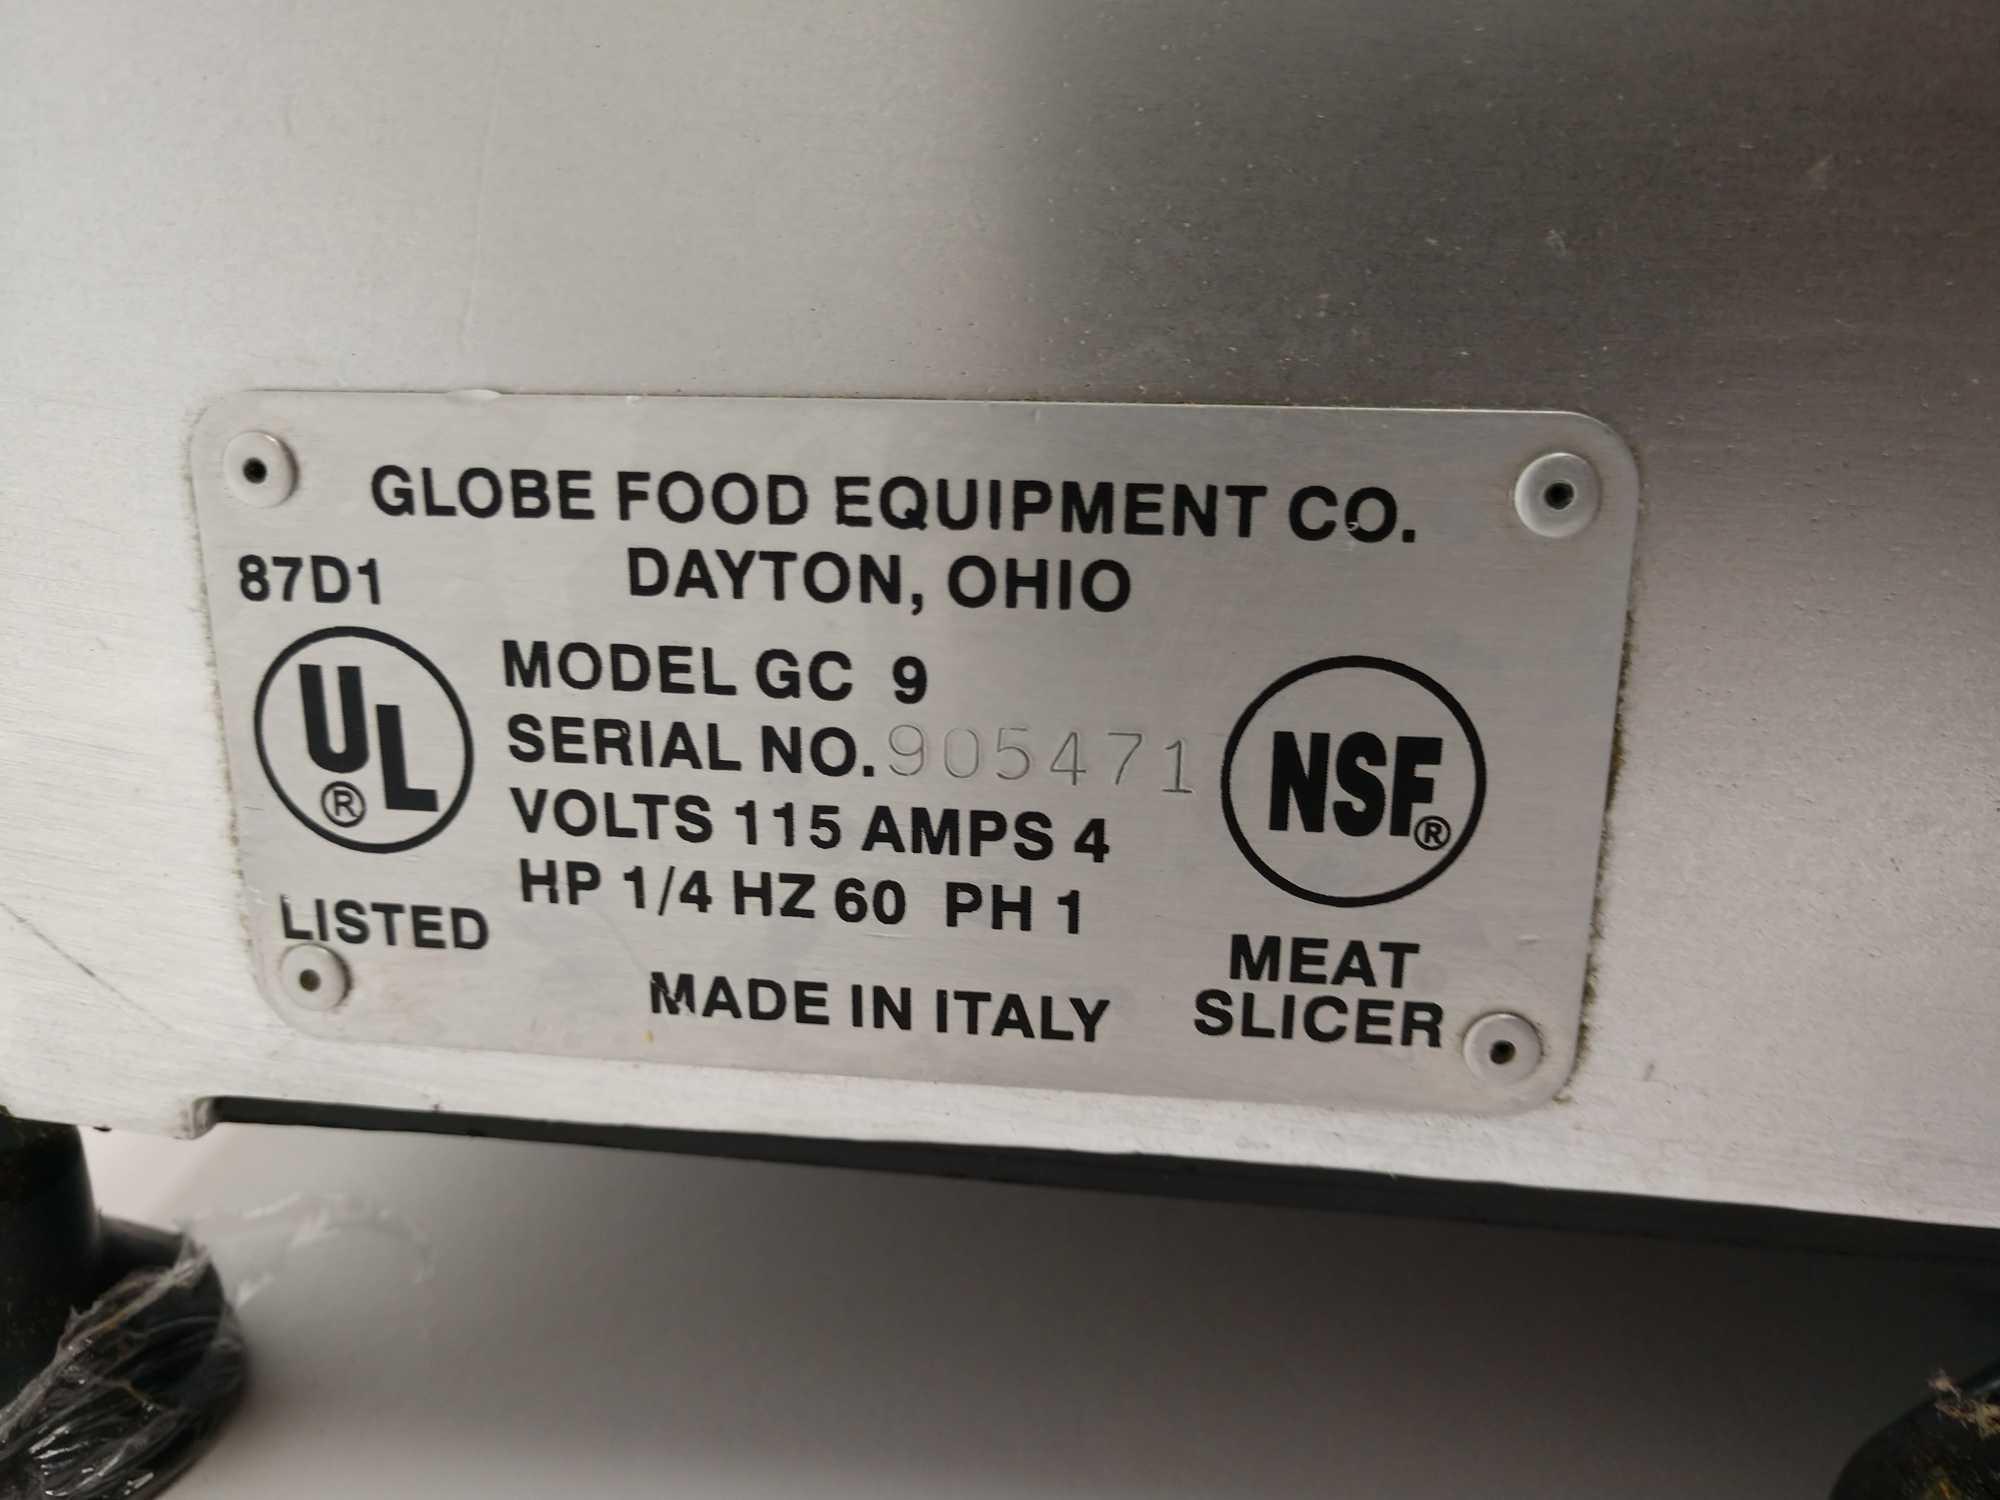 GLOBE FOOD EQUIPMENT CO.
DAYTON, OHIO
87D1
UL®
LISTED
MODEL GC 9
SERIAL NO. 905471
VOLTS 115 AMPS 4
HP 1/4 HZ 60 PH 1
MADE IN ITALY
NSF®
MEAT
SLICER